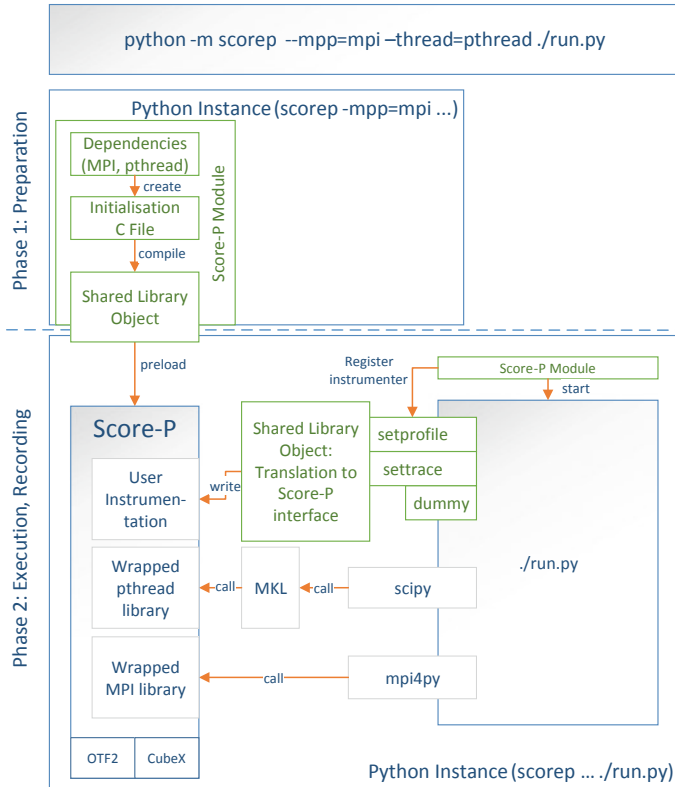 python -m scorep --mpp=mpi –thread=pthread ./run.py
Phase 1: Preparation
Python Instance (scorep -mpp=mpi ...)
Dependencies
(MPI, pthread)
create
Initialisation
C File
compile
Score-P Module
Shared Library
Object
Phase 2: Execution, Recording
preload
Register
instrumenter
Score-P Module
start
Score-P
User
Instrumen-
tation
write
Shared Library
Object:
Translation to
Score-P
interface
setprofile
settrace
dummy
./run.py
Wrapped
pthread
library
call
MKL
call
scipy
Wrapped
MPI library
call
mpi4py
OTF2
CubeX
Python Instance (scorep ... ./run.py)